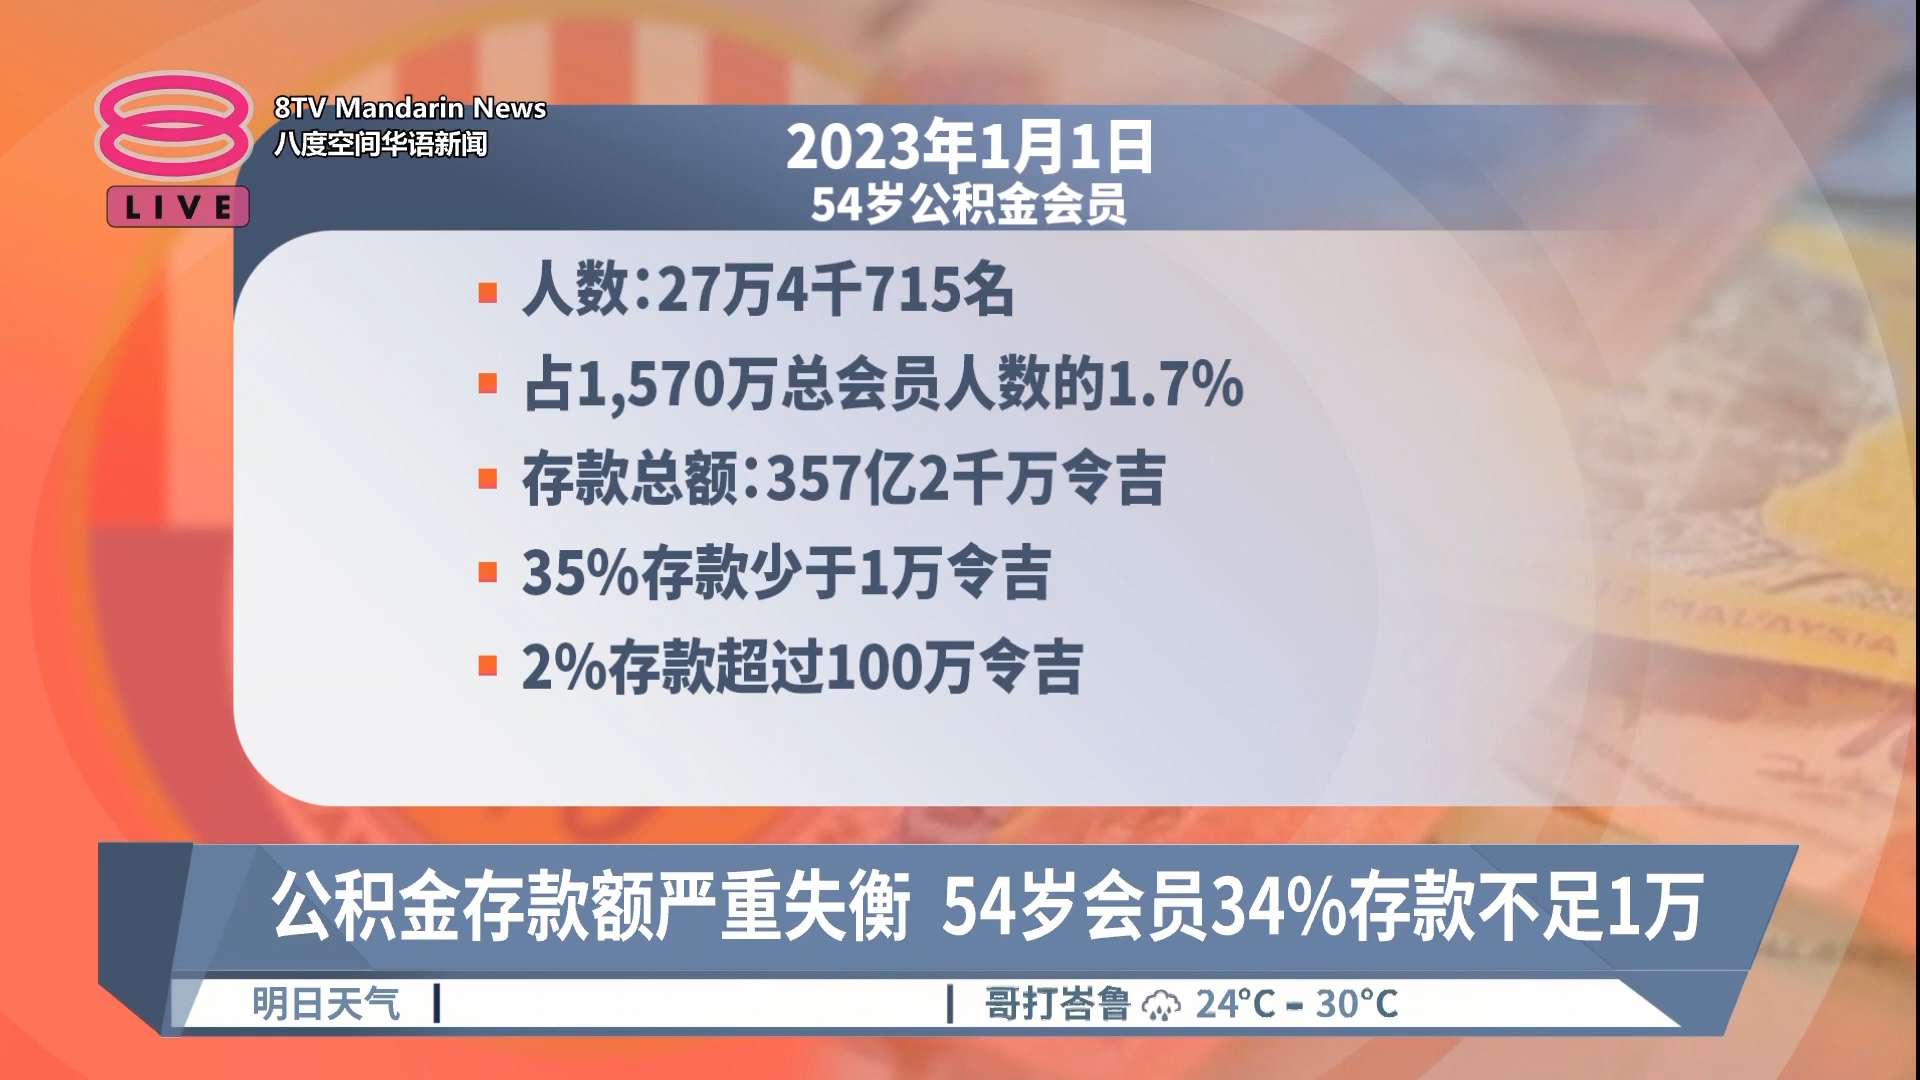 8TV Mandarin News
八度空间华语新闻
LIVE
2023年1月1日
54岁公积金会员
人数:27万4千715名
占1,570万总会员人数的1.7%
存款总额:357亿2千万令吉
35%存款少于1万令吉
2%存款超过100万令吉
MALAYSIA
公积金存款额严重失衡 54岁会员34%存款不足1万
明日天气
哥打峇鲁 24°C – 30°C